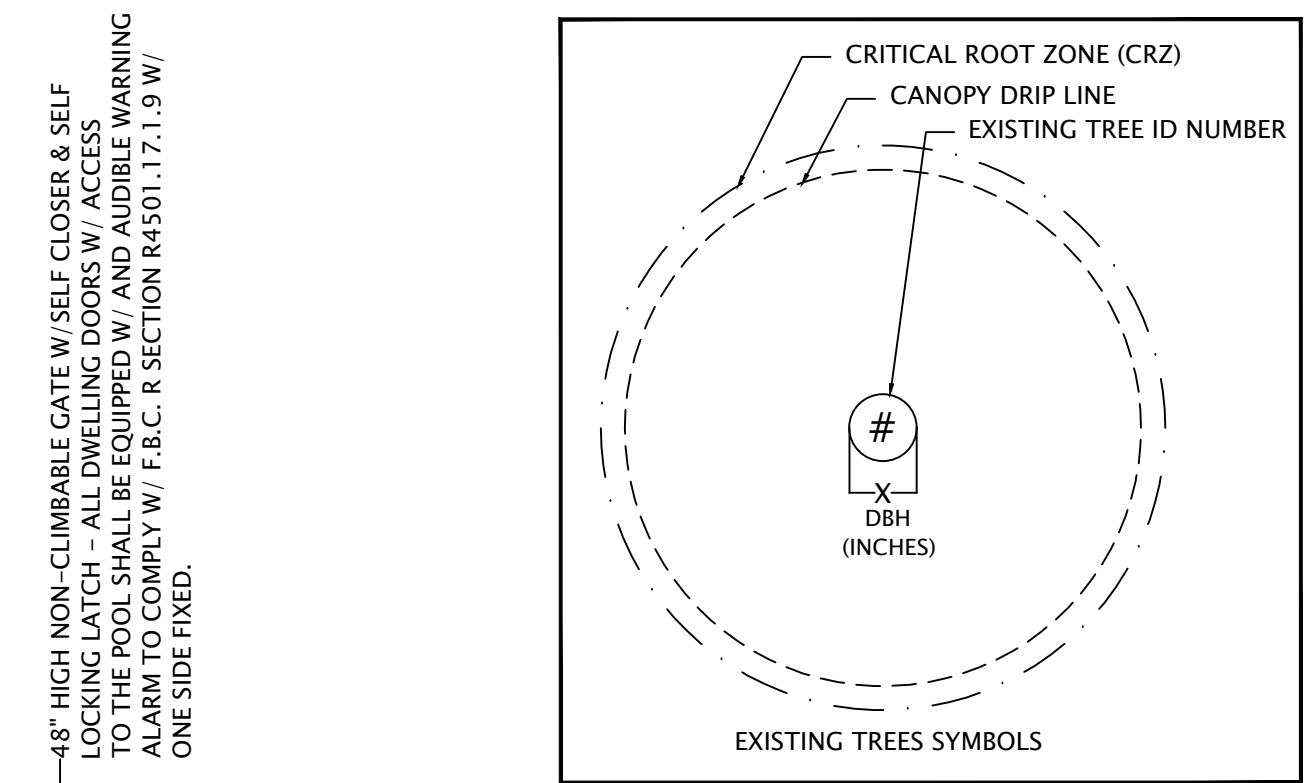 48" HIGH NON-CLIMBABLE GATE W/SELF CLOSER & SELF
LOCKING LATCH - ALL DWELLING DOORS W/ ACCESS
TO THE POOL SHALL BE EQUIPPED W/ AND AUDIBLE WARNING
ALARM TO COMPLY W/ F.B.C. R SECTION R4501.17.1.9 W/
ONE SIDE FIXED.
CRITICAL ROOT ZONE (CRZ)
CANOPY DRIP LINE
EXISTING TREE ID NUMBER
#
X
DBH
(INCHES)
EXISTING TREES SYMBOLS